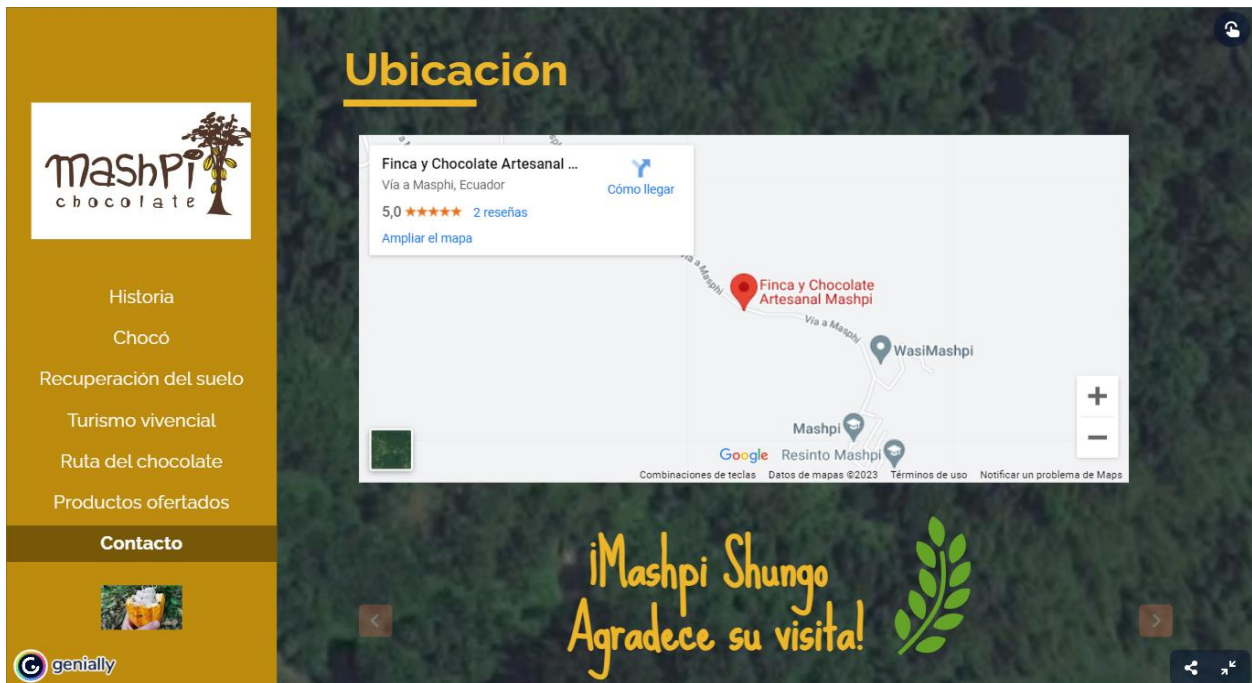 mashpi
chocolate
Historia
Chocó
Recuperación del suelo
Turismo vivencial
Ruta del chocolate
Productos ofertados
Contacto
genially
Ubicación
Finca y Chocolate Artesanal ...
Vía a Masphi, Ecuador
5,0 ★★★★★ 2 reseñas
Ampliar el mapa
Cómo llegar
Vía a Masphi
Finca y Chocolate
Artesanal Mashpi
Vía a Masphi
WasiMashpi
Mashpi
Google
Resinto Mashpi
Combinaciones de teclas Datos de mapas ©2023 Términos de uso Notificar un problema de Maps
¡Mashpi Shungo
Agradece su visita!